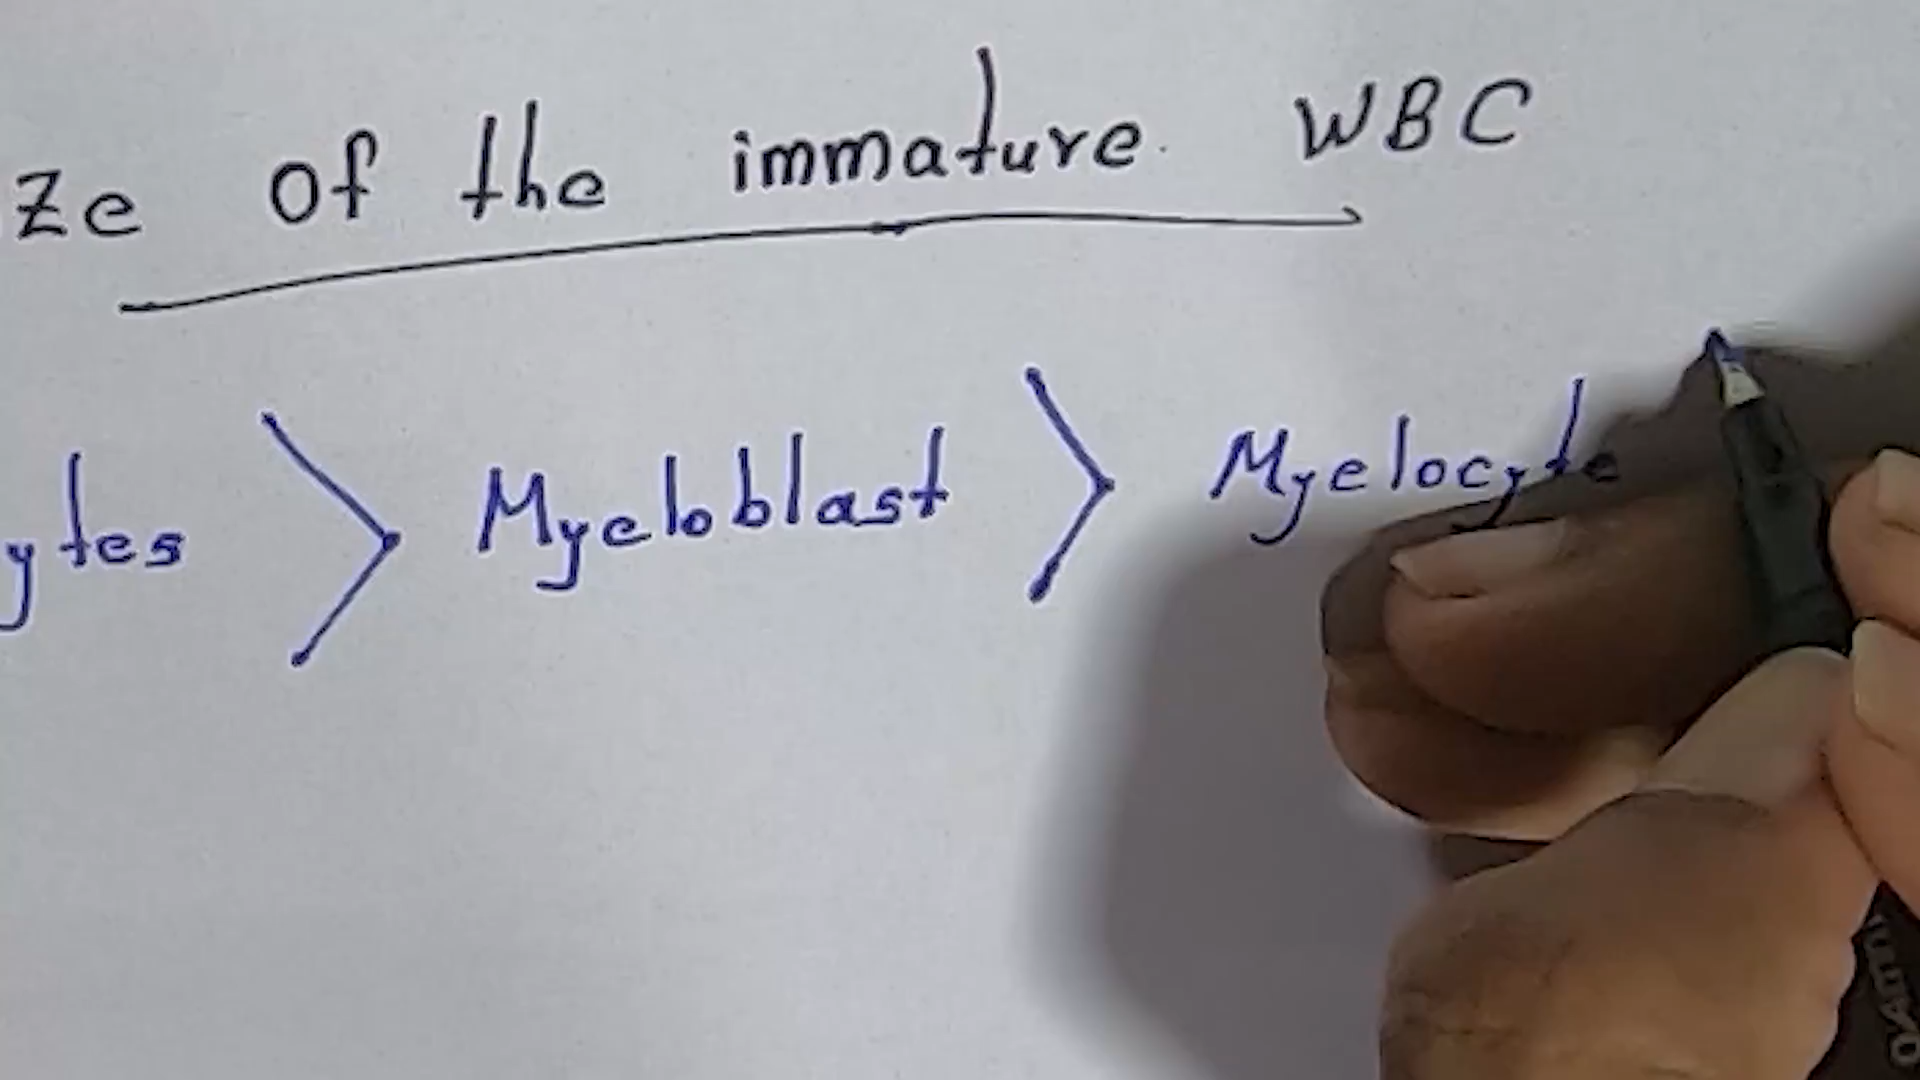 ze of the immature WBC
ytes > Myeloblast > Myelocyte